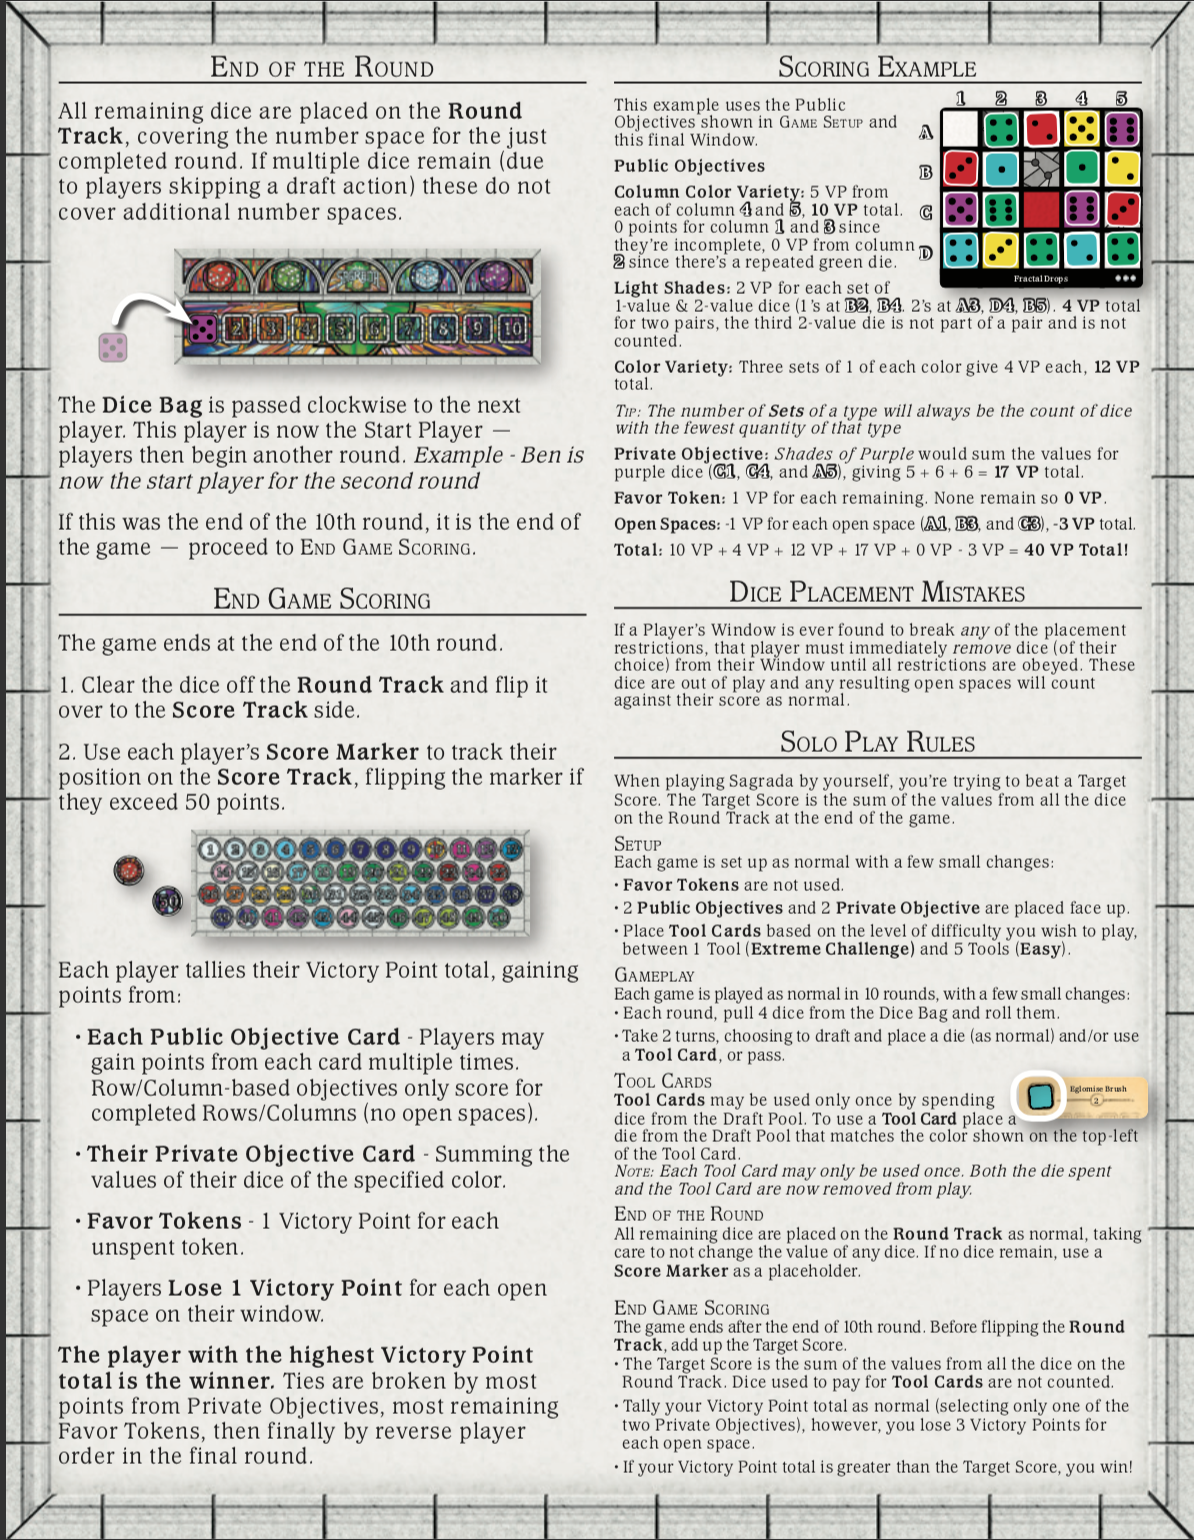 END OF THE ROUND
All remaining dice are placed on the Round
Track, covering the number space for the just
completed round. If multiple dice remain (due
to players skipping a draft action) these do not
cover additional number spaces.
2 3 4 5 6 7 8 9 10
The Dice Bag is passed clockwise to the next
player. This player is now the Start Player —
players then begin another round. Example - Ben is
now the start player for the second round
If this was the end of the 10th round, it is the end of
the game — proceed to END GAME SCORING.
END GAME SCORING
The game ends at the end of the 10th round.
1. Clear the dice off the Round Track and flip it
over to the Score Track side.
2. Use each player's Score Marker to track their
position on the Score Track, flipping the marker if
they exceed 50 points.
1 2 3 4 5 6 7 8 9
50
Each player tallies their Victory Point total, gaining
points from:
• Each Public Objective Card - Players may
gain points from each card multiple times.
Row/Column-based objectives only score for
completed Rows/Columns (no open spaces).
• Their Private Objective Card - Summing the
values of their dice of the specified color.
• Favor Tokens - 1 Victory Point for each
unspent token.
• Players Lose 1 Victory Point for each open
space on their window.
The player with the highest Victory Point
total is the winner. Ties are broken by most
points from Private Objectives, most remaining
Favor Tokens, then finally by reverse player
order in the final round.
SCORING EXAMPLE
This example uses the Public
Objectives shown in GAME SETUP and
this final Window.
Public Objectives
Column Color Variety: 5 VP from
each of column 4 and 5, 10 VP total.
0 points for column 1 and 3 since
they're incomplete, 0 VP from column
2 since there's a repeated green die.
1 2 3 4 5
A
B
C
D
Fractal Drops
Light Shades: 2 VP for each set of
1-value & 2-value dice (1's at B2, B4. 2's at A3, D4, B5). 4 VP total
for two pairs, the third 2-value die is not part of a pair and is not
counted.
Color Variety: Three sets of 1 of each color give 4 VP each, 12 VP
total.
TIP: The number of Sets of a type will always be the count of dice
with the fewest quantity of that type
Private Objective: Shades of Purple would sum the values for
purple dice (C1, C4, and A5), giving 5 + 6 + 6 = 17 VP total.
Favor Token: 1 VP for each remaining. None remain so 0 VP.
Open Spaces: -1 VP for each open space (A1, B3, and C3), -3 VP total.
Total: 10 VP + 4 VP + 12 VP + 17 VP + 0 VP - 3 VP = 40 VP Total!
DICE PLACEMENT MISTAKES
If a Player's Window is ever found to break any of the placement
restrictions, that player must immediately remove dice (of their
choice) from their Window until all restrictions are obeyed. These
dice are out of play and any resulting open spaces will count
against their score as normal.
SOLO PLAY RULES
When playing Sagrada by yourself, you're trying to beat a Target
Score. The Target Score is the sum of the values from all the dice
on the Round Track at the end of the game.
SETUP
Each game is set up as normal with a few small changes:
• Favor Tokens are not used.
• 2 Public Objectives and 2 Private Objective are placed face up.
• Place Tool Cards based on the level of difficulty you wish to play,
between 1 Tool (Extreme Challenge) and 5 Tools (Easy).
GAMEPLAY
Each game is played as normal in 10 rounds, with a few small changes:
• Each round, pull 4 dice from the Dice Bag and roll them.
• Take 2 turns, choosing to draft and place a die (as normal) and/or use
a Tool Card, or pass.
TOOL CARDS
Tool Cards may be used only once by spending
dice from the Draft Pool. To use a Tool Card place a
die from the Draft Pool that matches the color shown on the top-left
of the Tool Card.
Eglomise Brush
2
NOTE: Each Tool Card may only be used once. Both the die spent
and the Tool Card are now removed from play.
END OF THE ROUND
All remaining dice are placed on the Round Track as normal, taking
care to not change the value of any dice. If no dice remain, use a
Score Marker as a placeholder.
END GAME SCORING
The game ends after the end of 10th round. Before flipping the Round
Track, add up the Target Score.
• The Target Score is the sum of the values from all the dice on the
Round Track. Dice used to pay for Tool Cards are not counted.
• Tally your Victory Point total as normal (selecting only one of the
two Private Objectives), however, you lose 3 Victory Points for
each open space.
• If your Victory Point total is greater than the Target Score, you win!